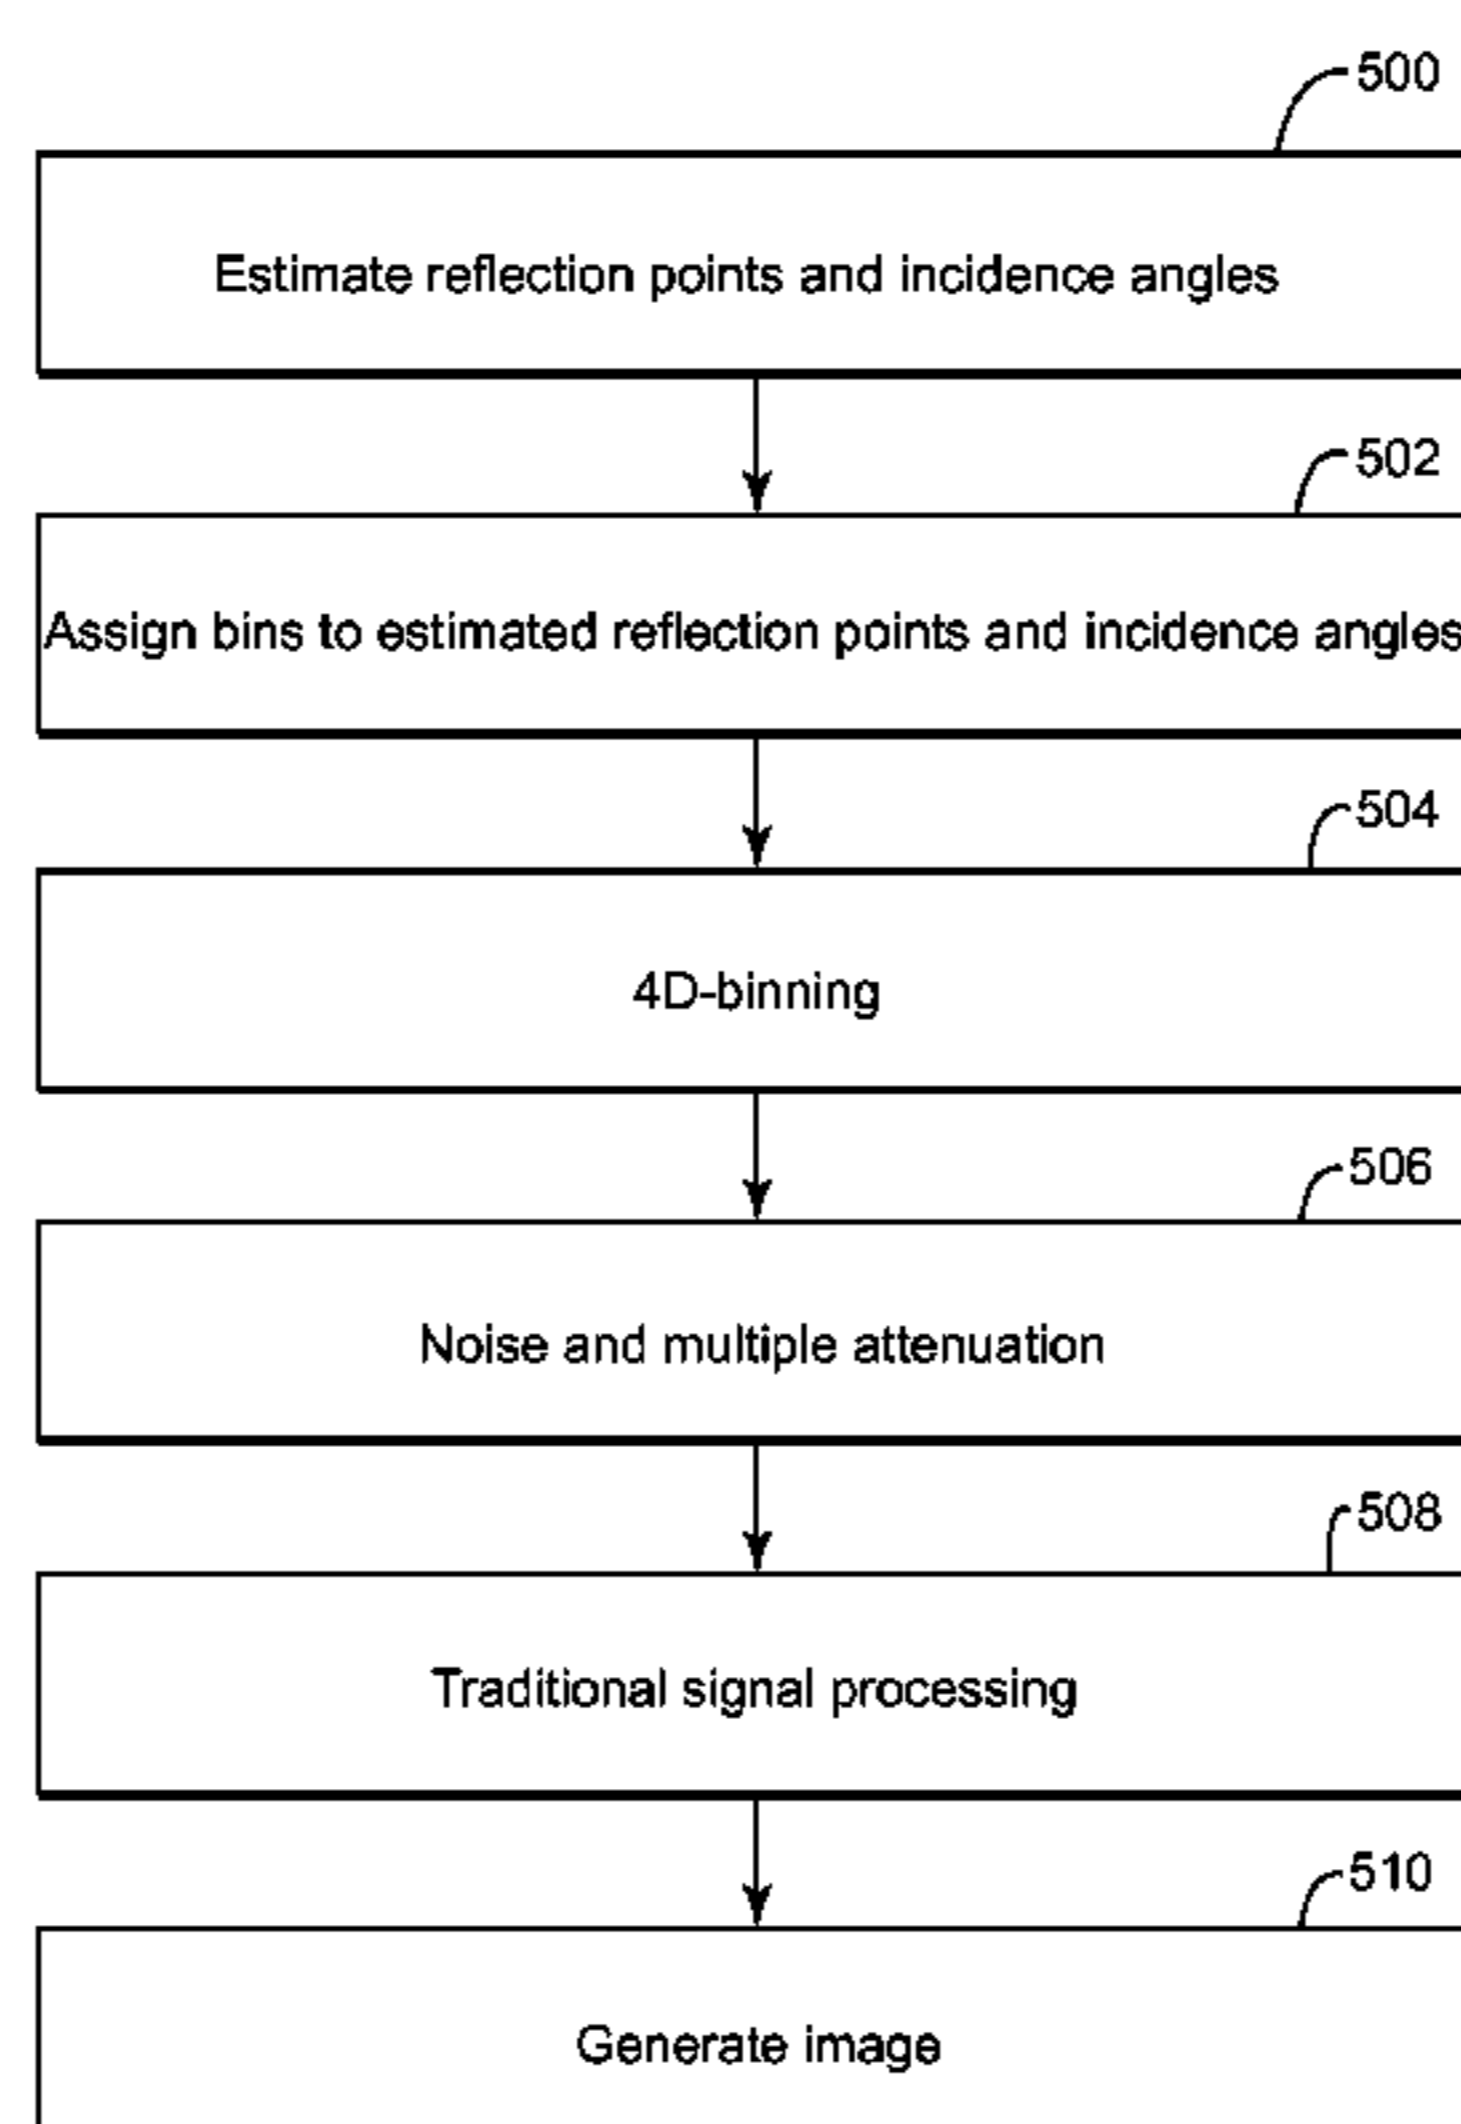 500
Estimate reflection points and incidence angles
502
Assign bins to estimated reflection points and incidence angles
504
4D-binning
506
Noise and multiple attenuation
508
Traditional signal processing
510
Generate image